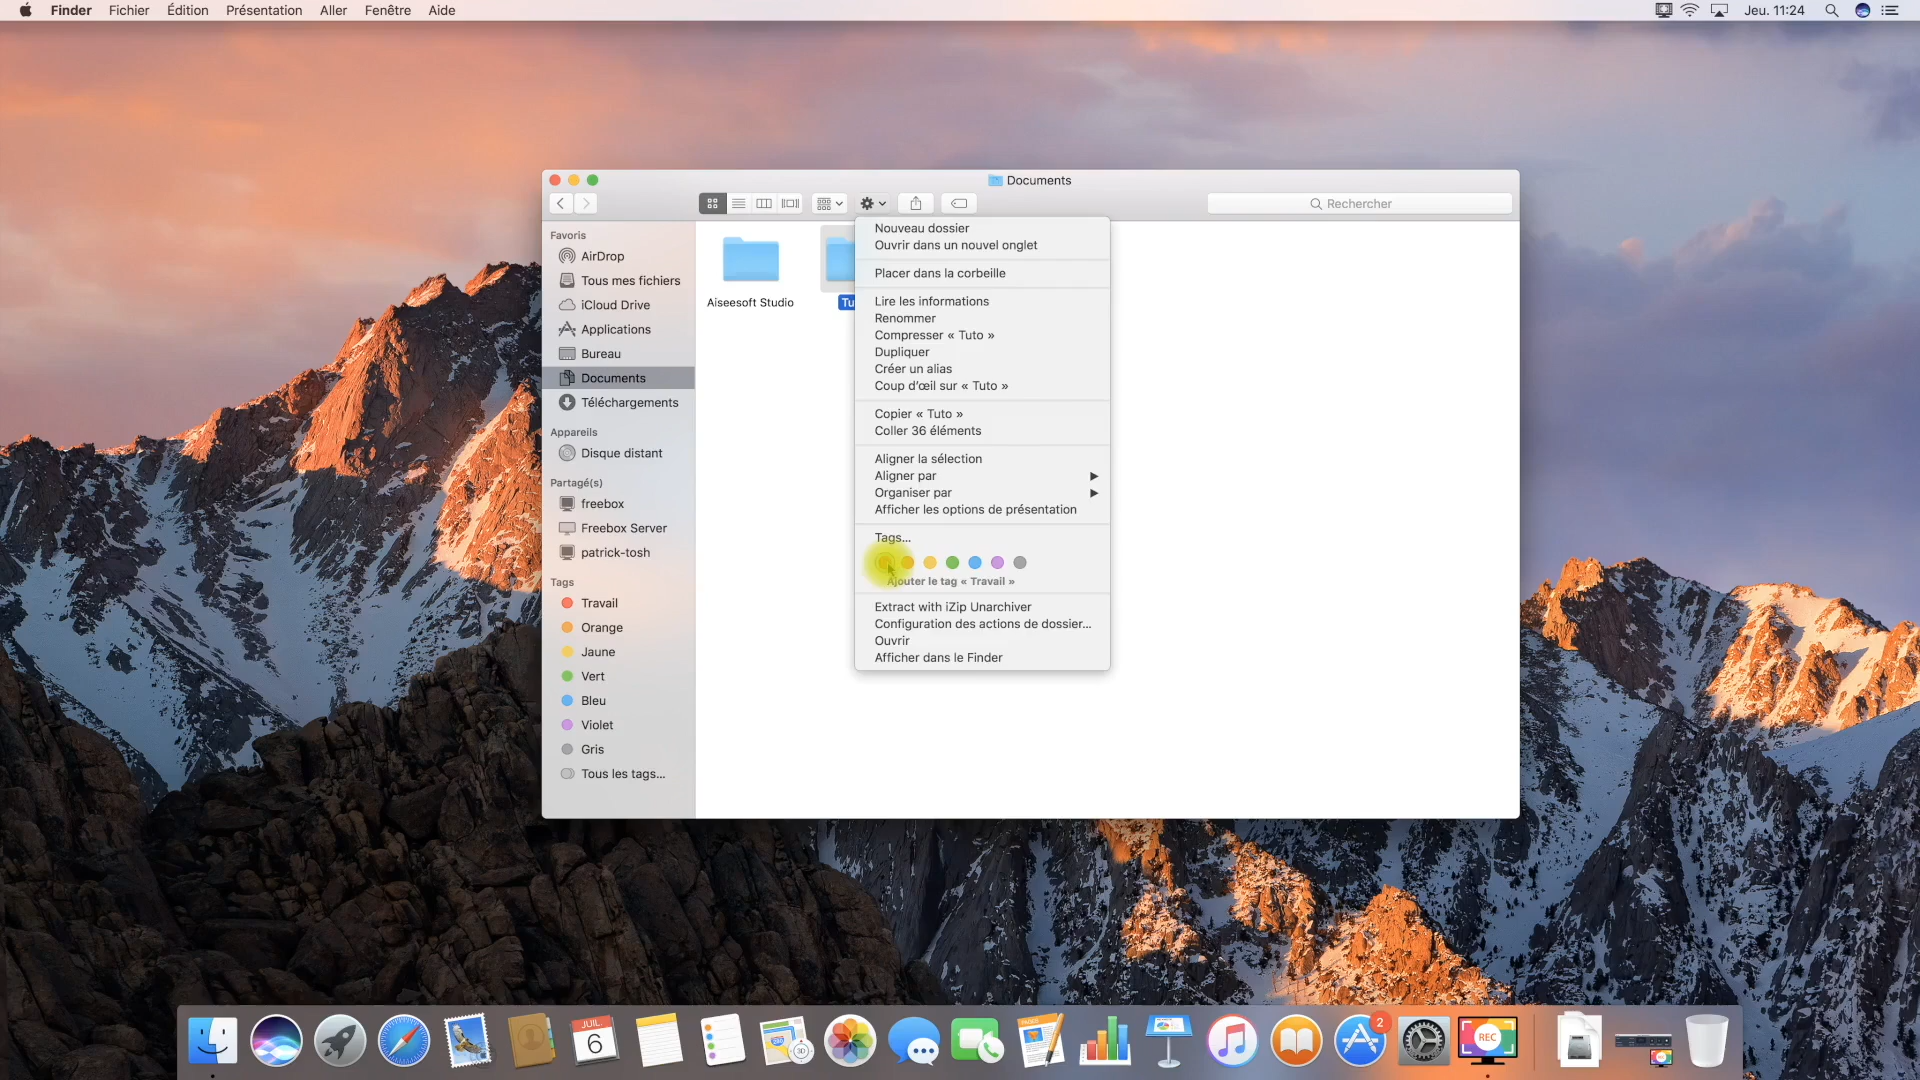 Finder Fichier Édition Présentation Aller Fenêtre Aide Jeu. 11:24
Documents
Rechercher
Favoris
AirDrop
Tous mes fichiers
iCloud Drive
Applications
Bureau
Documents
Téléchargements
Appareils
Disque distant
Partagé(s)
freebox
Freebox Server
patrick-tosh
Tags
Travail
Orange
Jaune
Vert
Bleu
Violet
Gris
Tous les tags...
Aiseesoft Studio
Tu
Nouveau dossier
Ouvrir dans un nouvel onglet
Placer dans la corbeille
Lire les informations
Renommer
Compresser « Tuto »
Dupliquer
Créer un alias
Coup d’œil sur « Tuto »
Copier « Tuto »
Coller 36 éléments
Aligner la sélection
Aligner par
Organiser par
Afficher les options de présentation
Tags...
Ajouter le tag « Travail »
Extract with iZip Unarchiver
Configuration des actions de dossier...
Ouvrir
Afficher dans le Finder
JUIL.
6
3D
PAGES
2
REC